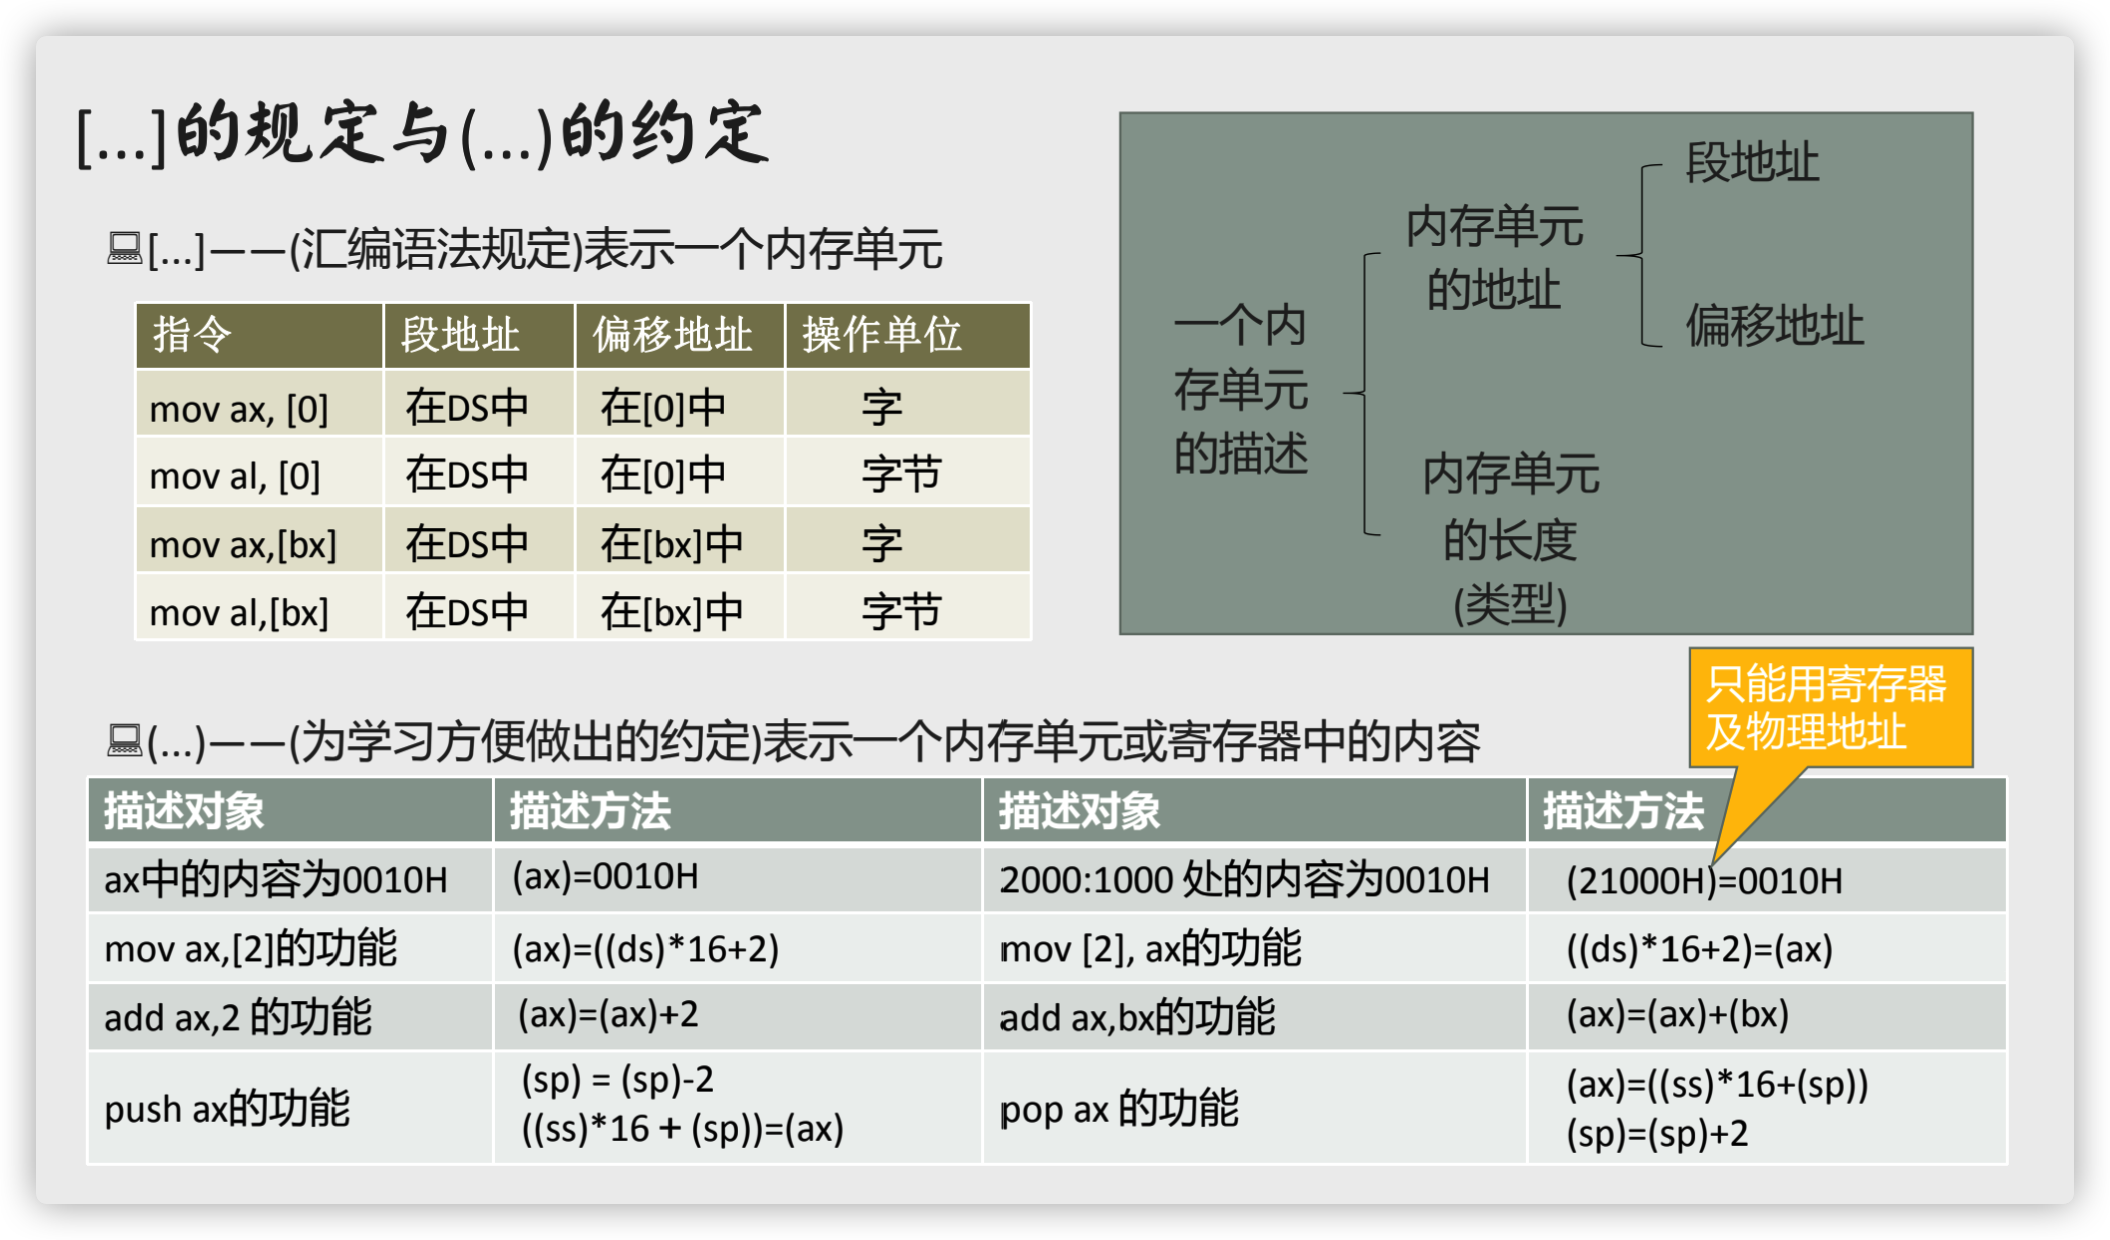 […]的规定与(…)的约定
[…]——(汇编语法规定)表示一个内存单元
指令 段地址 偏移地址 操作单位
mov ax, [0] 在DS中 在[0]中 字
mov al, [0] 在DS中 在[0]中 字节
mov ax,[bx] 在DS中 在[bx]中 字
mov al,[bx] 在DS中 在[bx]中 字节
一个内
存单元
的描述
内存单元
的地址
段地址
偏移地址
内存单元
的长度
(类型)
只能用寄存器
及物理地址
(…)——(为学习方便做出的约定)表示一个内存单元或寄存器中的内容
描述对象 描述方法 描述对象 描述方法
ax中的内容为0010H (ax)=0010H 2000:1000 处的内容为0010H (21000H)=0010H
mov ax,[2]的功能 (ax)=((ds)*16+2) mov [2], ax的功能 ((ds)*16+2)=(ax)
add ax,2 的功能 (ax)=(ax)+2 add ax,bx的功能 (ax)=(ax)+(bx)
push ax的功能
(sp) = (sp)-2
((ss)*16 + (sp))=(ax)
pop ax 的功能
(ax)=((ss)*16+(sp))
(sp)=(sp)+2